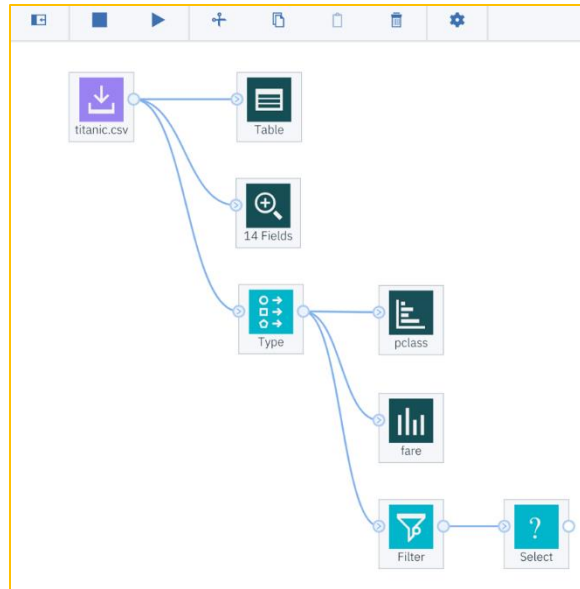 titanic.csv
Table
14 Fields
Type
pclass
fare
Filter
?
Select